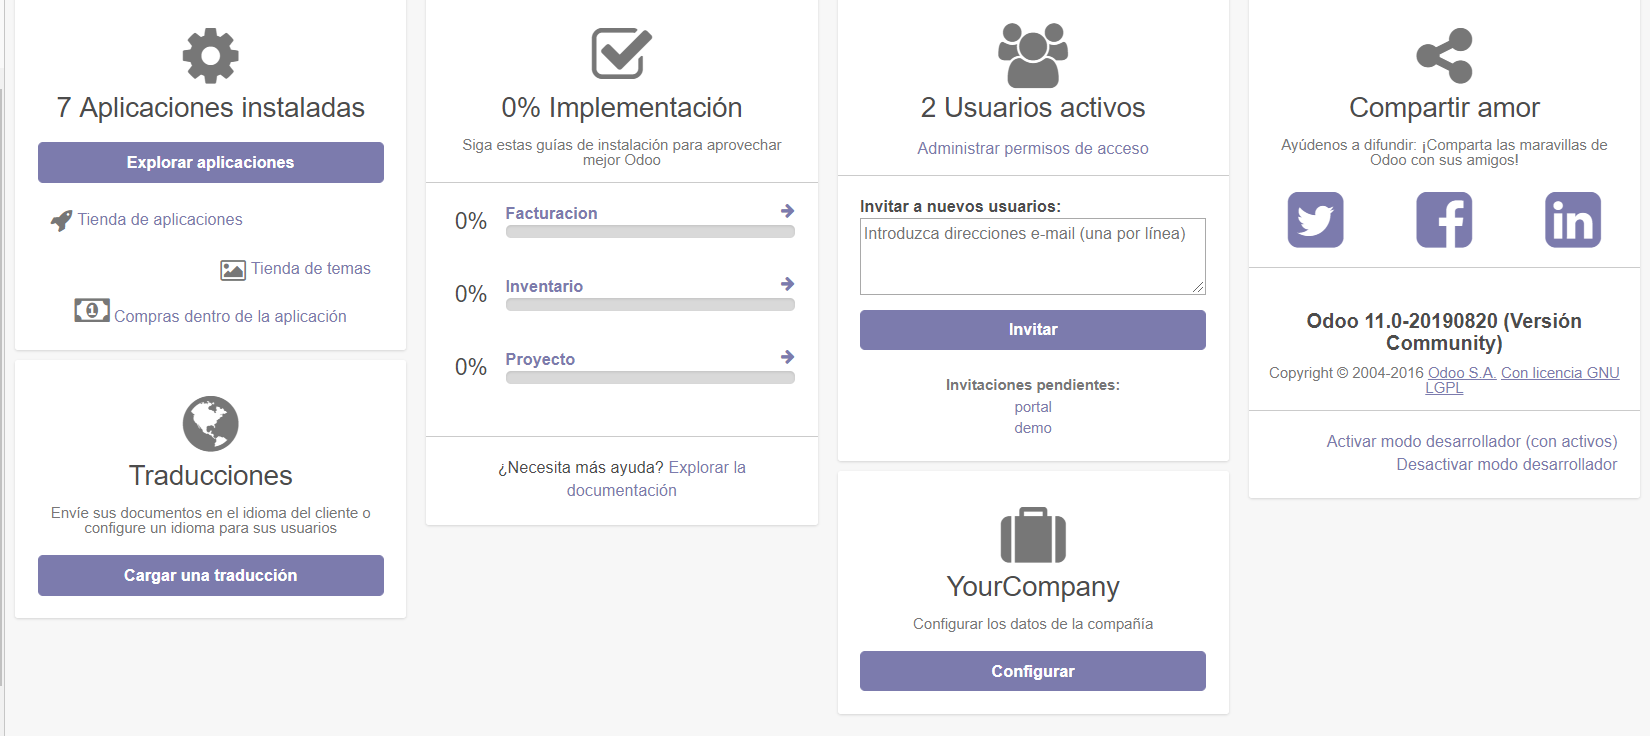 7 Aplicaciones instaladas
Explorar aplicaciones
Tienda de aplicaciones
Tienda de temas
1
Compras dentro de la aplicación
Traducciones
Envíe sus documentos en el idioma del cliente o
configure un idioma para sus usuarios
Cargar una traducción
0% Implementación
Siga estas guías de instalación para aprovechar
mejor Odoo
0% Facturacion
0% Inventario
0% Proyecto
¿Necesita más ayuda? Explorar la
documentación
2 Usuarios activos
Administrar permisos de acceso
Invitar a nuevos usuarios:
Introduzca direcciones e-mail (una por línea)
Invitar
Invitaciones pendientes:
portal
demo
YourCompany
Configurar los datos de la compañía
Configurar
Compartir amor
Ayúdenos a difundir: ¡Comparta las maravillas de
Odoo con sus amigos!
f
in
Odoo 11.0-20190820 (Versión
Community)
Copyright © 2004-2016 Odoo S.A. Con licencia GNU
LGPL
Activar modo desarrollador (con activos)
Desactivar modo desarrollador